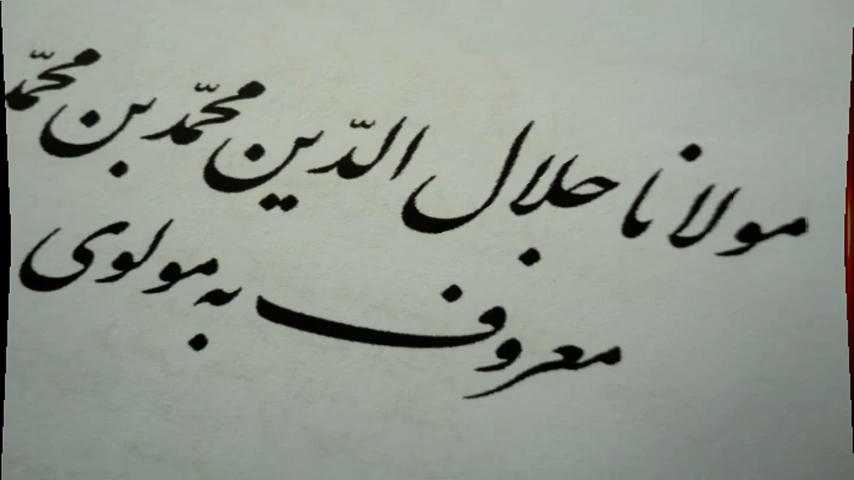 مولانا جلال الدّین محمّد بن محمّد
معروف به مولوی